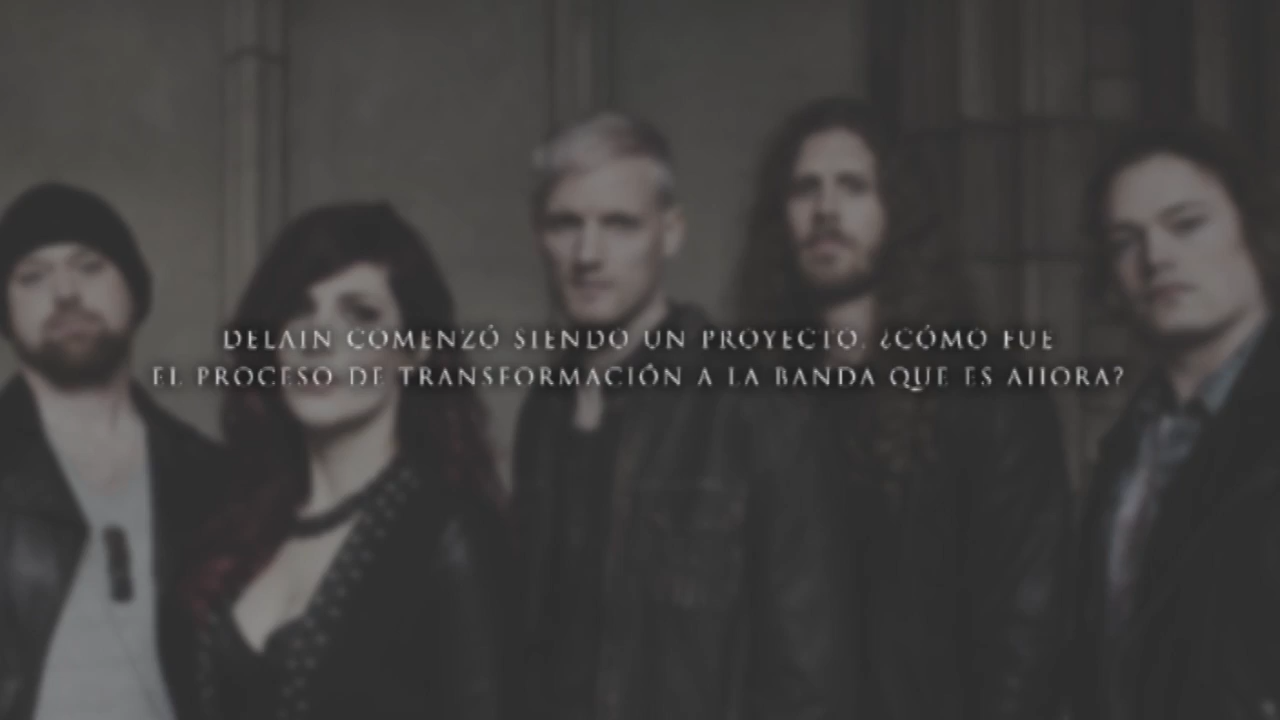 DELAIN COMENZÓ SIENDO UN PROYECTO, ¿CÓMO FUE
EL PROCESO DE TRANSFORMACIÓN A LA BANDA QUE ES AHORA?